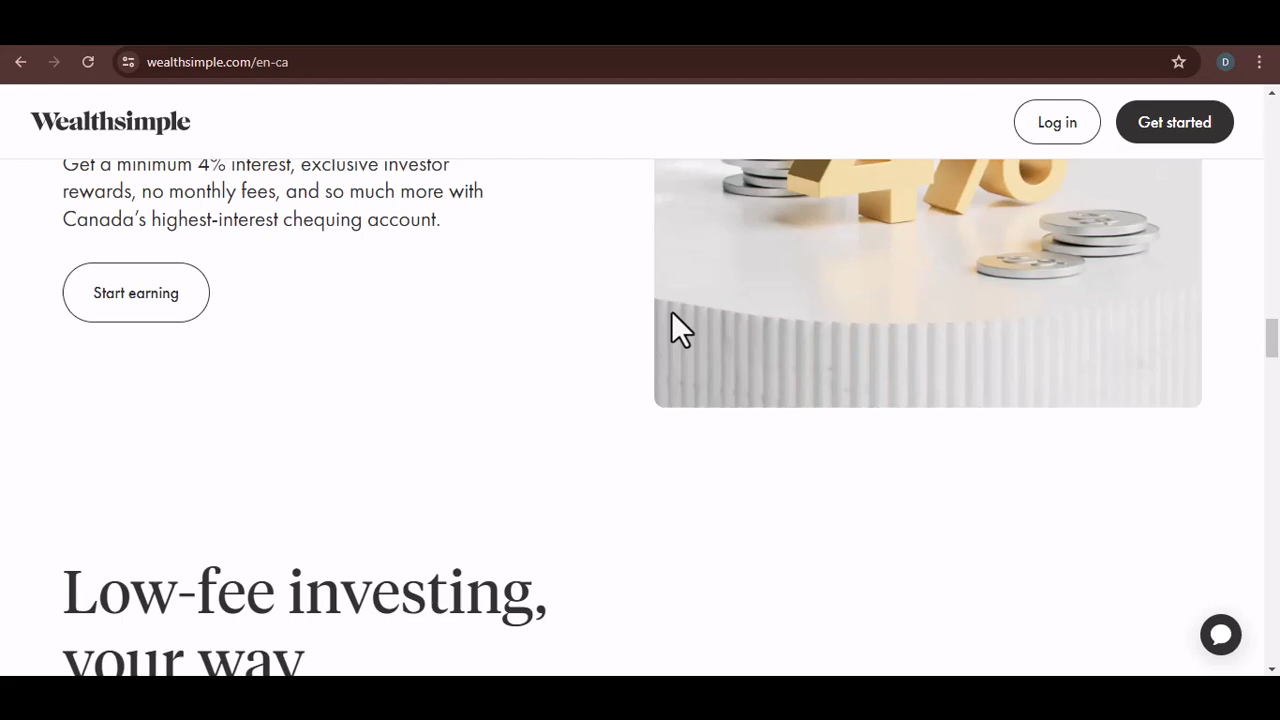 wealthsimple.com/en-ca
D
Wealthsimple
Log in
Get started
Get a minimum 4% interest, exclusive investor
rewards, no monthly fees, and so much more with
Canada’s highest-interest chequing account.
4%
Start earning
Low-fee investing,
your way